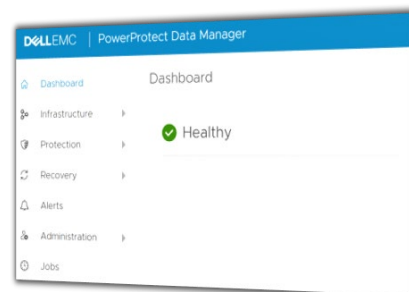 DELLEMC | PowerProtect Data Manager
Dashboard
Dashboard
Healthy
Infrastructure
Protection
Recovery
Alerts
Administration
Jobs